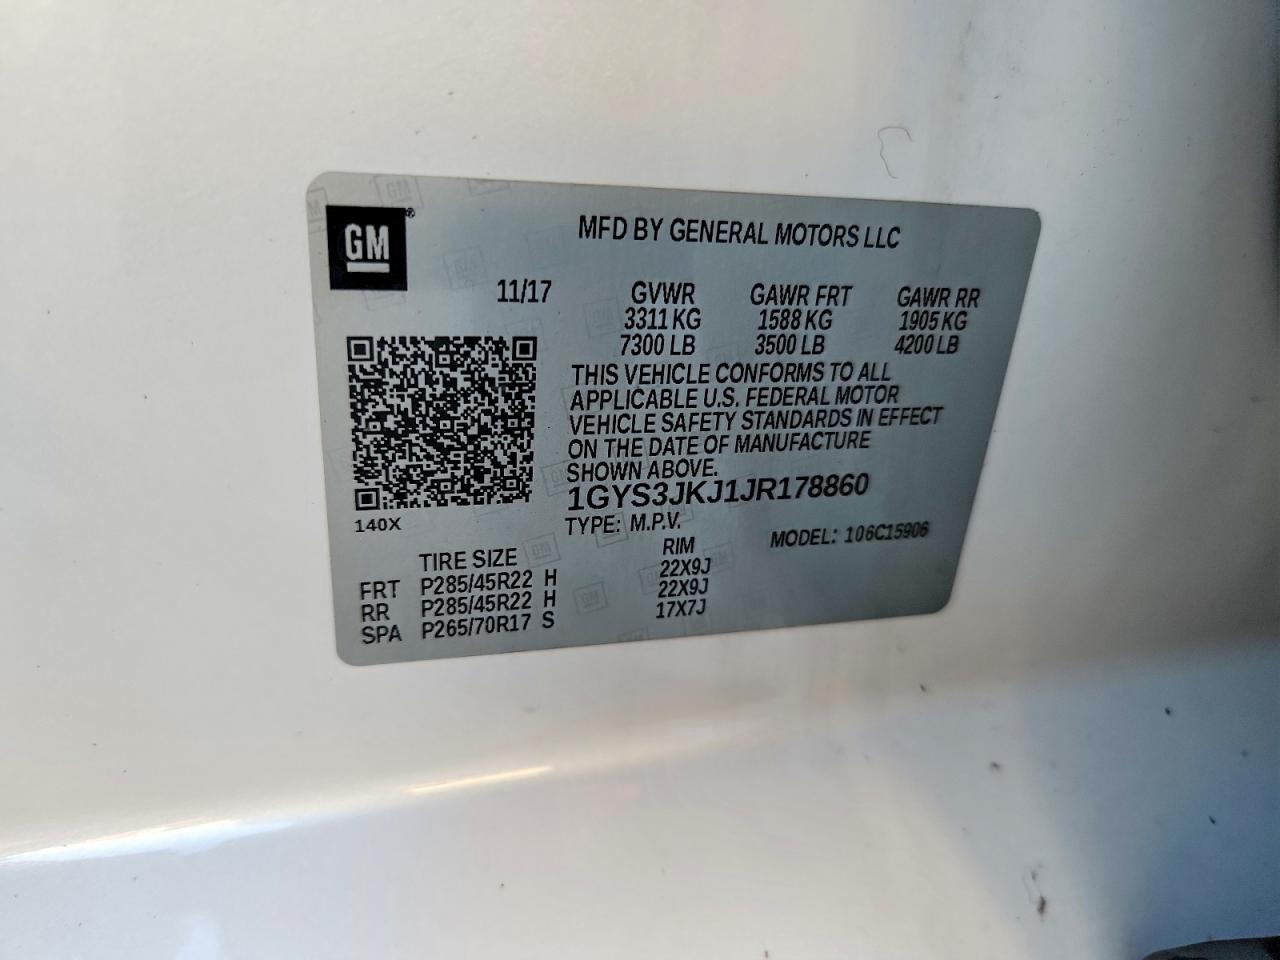 GM®
MFD BY GENERAL MOTORS LLC
11/17 GVWR GAWR FRT GAWR RR
3311 KG 1588 KG 1905 KG
7300 LB 3500 LB 4200 LB
THIS VEHICLE CONFORMS TO ALL
APPLICABLE U.S. FEDERAL MOTOR
VEHICLE SAFETY STANDARDS IN EFFECT
ON THE DATE OF MANUFACTURE
SHOWN ABOVE.
1GYS3JKJ1JR178860
140X
TYPE: M.P.V. MODEL: 106C15906
TIRE SIZE RIM
FRT P285/45R22 H 22X9J
RR P285/45R22 H 22X9J
SPA P265/70R17 S 17X7J